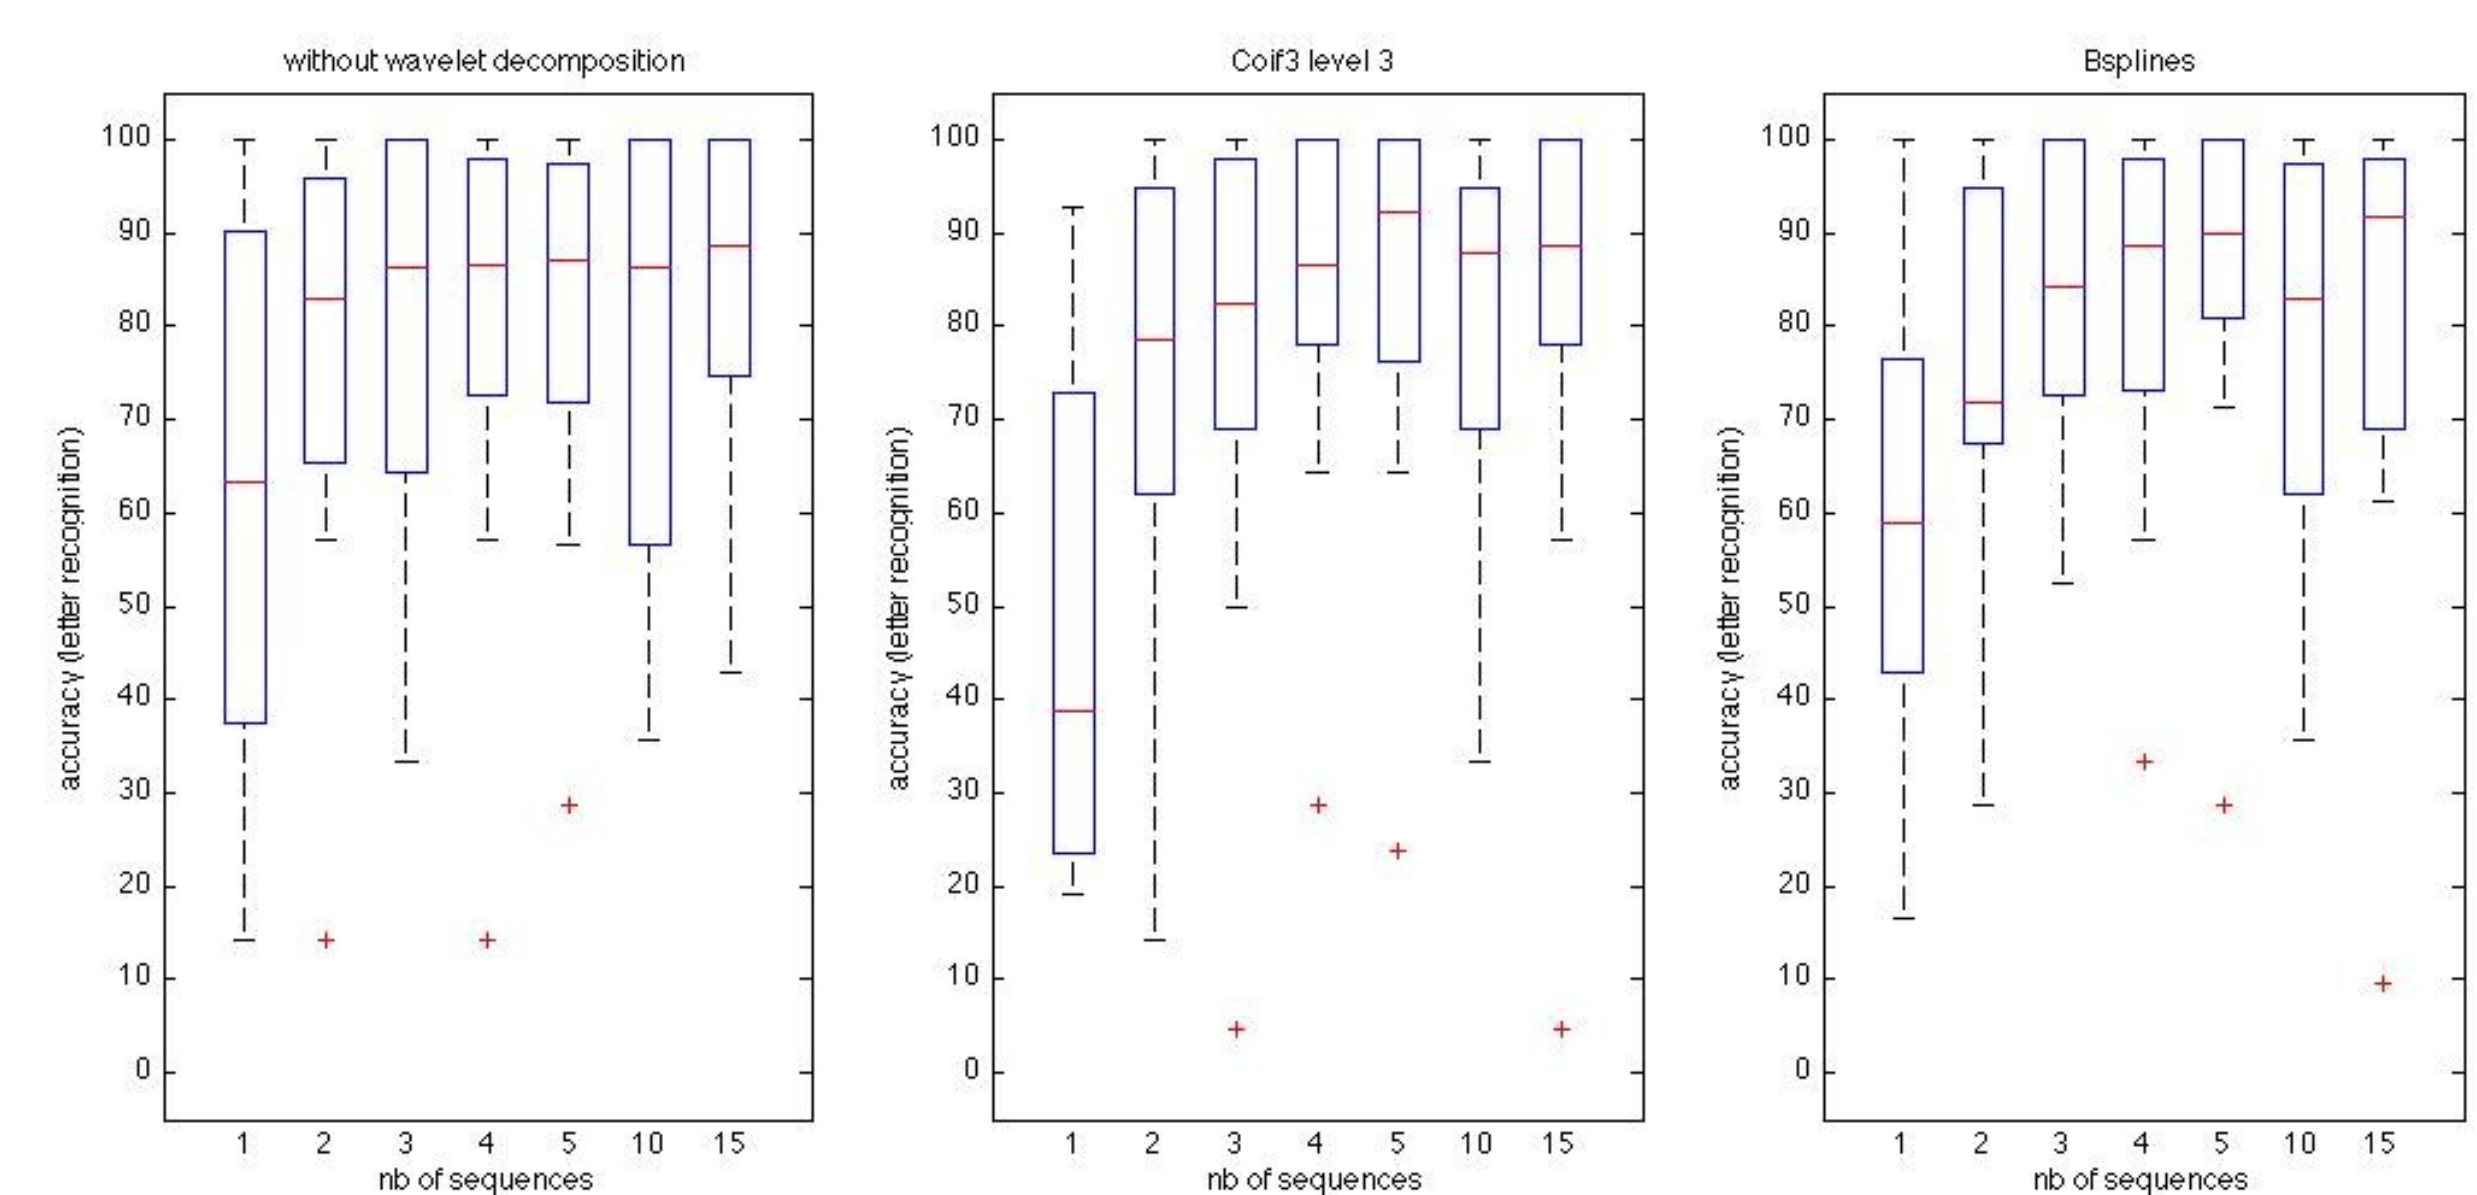 without wavelet decomposition
100
90
80
70
60
50
40
30
20
10
0
accuracy (letter recognition)
1 2 3 4 5 10 15
nb of sequences
Coif3 level 3
100
90
80
70
60
50
40
30
20
10
0
accuracy (letter recognition)
1 2 3 4 5 10 15
nb of sequences
Bsplines
100
90
80
70
60
50
40
30
20
10
0
accuracy (letter recognition)
1 2 3 4 5 10 15
nb of sequences